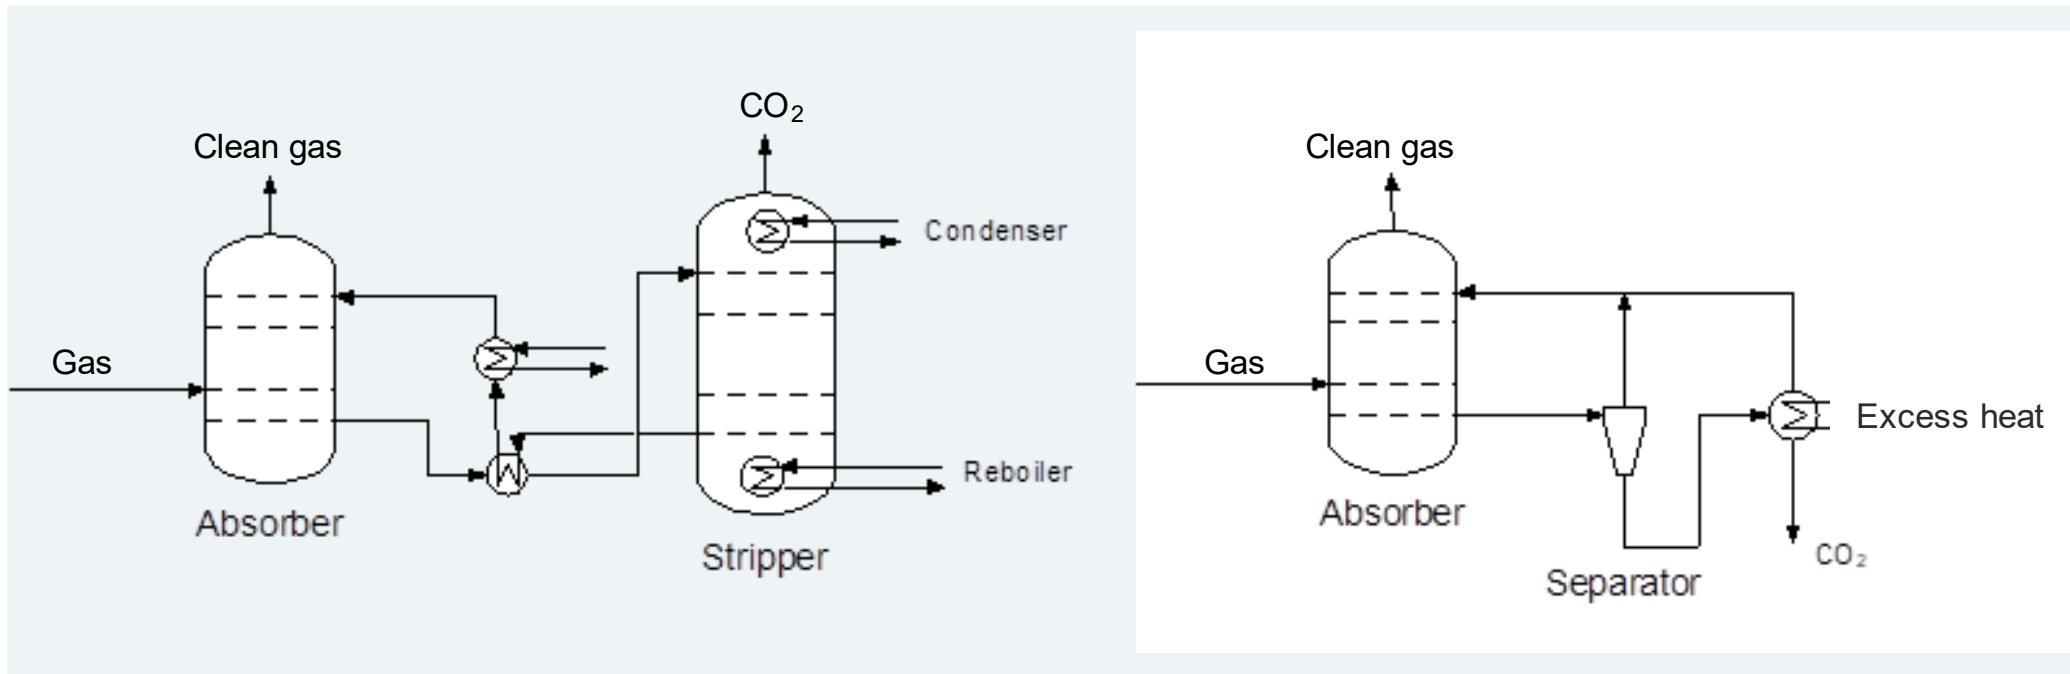 CO₂
Clean gas
Condenser
Gas
Reboiler
Absorber
Stripper
Clean gas
Gas
Excess heat
Absorber
CO₂
Separator